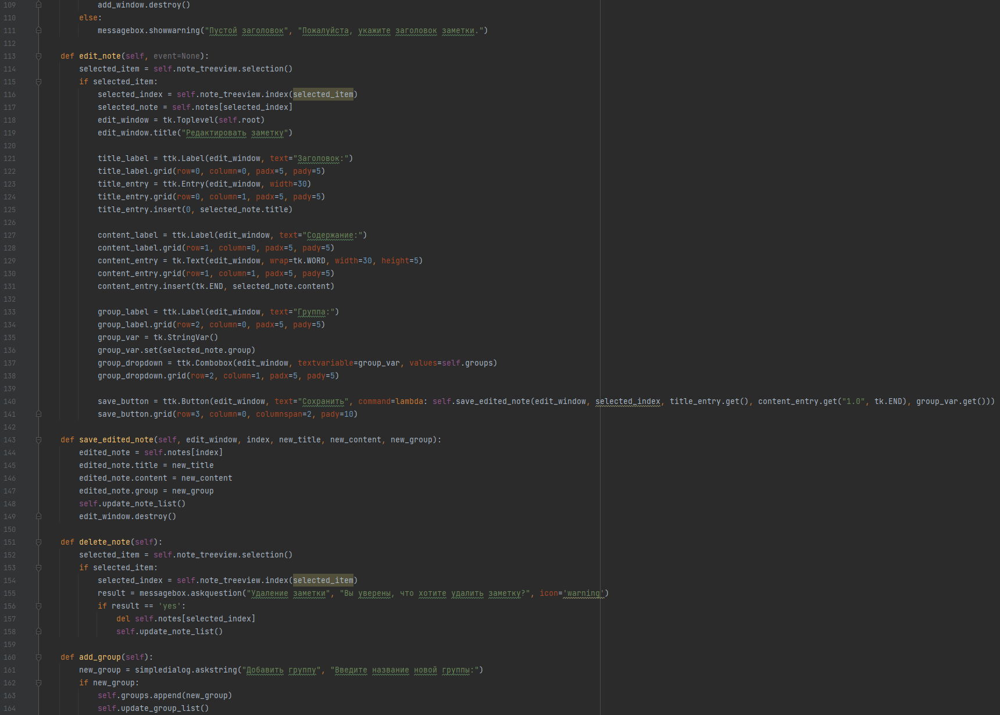 109 add_window.destroy()
110 else:
111 messagebox.showwarning("Пустой заголовок", "Пожалуйста, укажите заголовок заметки.")
112
113 def edit_note(self, event=None):
114 selected_item = self.note_treeview.selection()
115 if selected_item:
116 selected_index = self.note_treeview.index(selected_item)
117 selected_note = self.notes[selected_index]
118 edit_window = tk.Toplevel(self.root)
119 edit_window.title("Редактировать заметку")
120
121 title_label = ttk.Label(edit_window, text="Заголовок:")
122 title_label.grid(row=0, column=0, padx=5, pady=5)
123 title_entry = ttk.Entry(edit_window, width=30)
124 title_entry.grid(row=0, column=1, padx=5, pady=5)
125 title_entry.insert(0, selected_note.title)
126
127 content_label = ttk.Label(edit_window, text="Содержание:")
128 content_label.grid(row=1, column=0, padx=5, pady=5)
129 content_entry = tk.Text(edit_window, wrap=tk.WORD, width=30, height=5)
130 content_entry.grid(row=1, column=1, padx=5, pady=5)
131 content_entry.insert(tk.END, selected_note.content)
132
133 group_label = ttk.Label(edit_window, text="Группа:")
134 group_label.grid(row=2, column=0, padx=5, pady=5)
135 group_var = tk.StringVar()
136 group_var.set(selected_note.group)
137 group_dropdown = ttk.Combobox(edit_window, textvariable=group_var, values=self.groups)
138 group_dropdown.grid(row=2, column=1, padx=5, pady=5)
139
140 save_button = ttk.Button(edit_window, text="Сохранить", command=lambda: self.save_edited_note(edit_window, selected_index, title_entry.get(), content_entry.get("1.0", tk.END), group_var.get()))
141 save_button.grid(row=3, column=0, columnspan=2, pady=10)
142
143 def save_edited_note(self, edit_window, index, new_title, new_content, new_group):
144 edited_note = self.notes[index]
145 edited_note.title = new_title
146 edited_note.content = new_content
147 edited_note.group = new_group
148 self.update_note_list()
149 edit_window.destroy()
150
151 def delete_note(self):
152 selected_item = self.note_treeview.selection()
153 if selected_item:
154 selected_index = self.note_treeview.index(selected_item)
155 result = messagebox.askquestion("Удаление заметки", "Вы уверены, что хотите удалить заметку?", icon='warning')
156 if result == 'yes':
157 del self.notes[selected_index]
158 self.update_note_list()
159
160 def add_group(self):
161 new_group = simpledialog.askstring("Добавить группу", "Введите название новой группы:")
162 if new_group:
163 self.groups.append(new_group)
164 self.update_group_list()